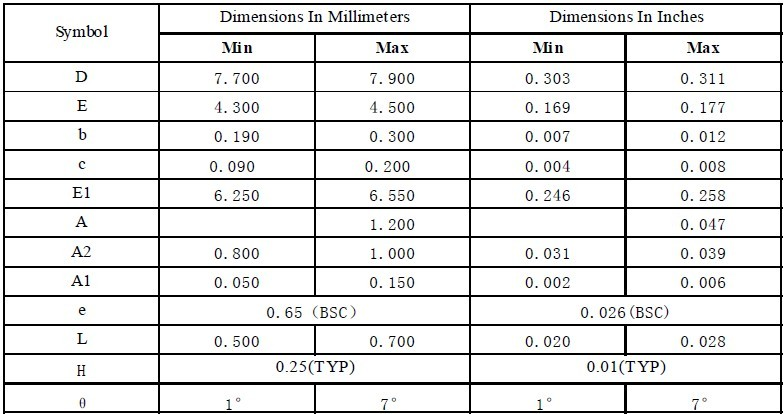 Symbol Dimensions In Millimeters Dimensions In Inches
Min Max Min Max
D 7.700 7.900 0.303 0.311
E 4.300 4.500 0.169 0.177
b 0.190 0.300 0.007 0.012
c 0.090 0.200 0.004 0.008
E1 6.250 6.550 0.246 0.258
A 1.200 0.047
A2 0.800 1.000 0.031 0.039
A1 0.050 0.150 0.002 0.006
e 0.65 (BSC) 0.026(BSC)
L 0.500 0.700 0.020 0.028
H 0.25(TYP) 0.01(TYP)
θ 1° 7° 1° 7°